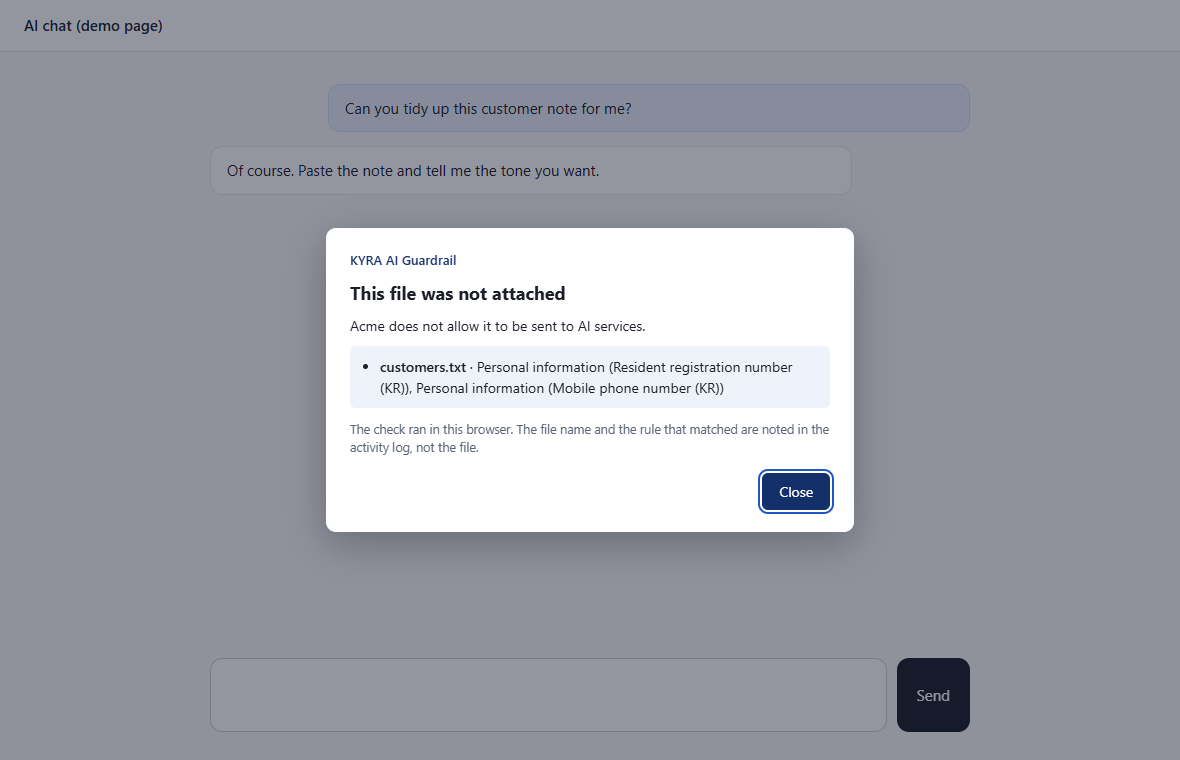 AI chat (demo page)
Can you tidy up this customer note for me?
Of course. Paste the note and tell me the tone you want.
KYRA AI Guardrail
This file was not attached
Acme does not allow it to be sent to AI services.
• customers.txt · Personal information (Resident registration number
(KR)), Personal information (Mobile phone number (KR))
The check ran in this browser. The file name and the rule that matched are noted in the
activity log, not the file.
Close
Send